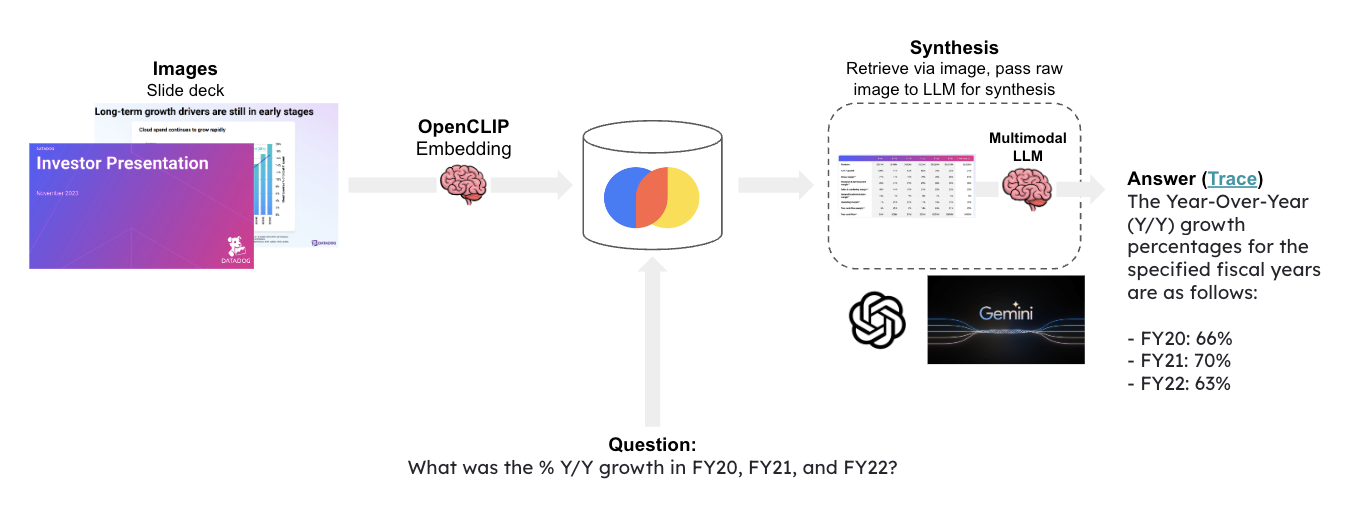 Images
Slide deck
Long-term growth drivers are still in early stages
Cloud spend continues to grow rapidly
DATADOG
Investor Presentation
November 2023
DATADOG
DATADOG
OpenCLIP
Embedding
Synthesis
Retrieve via image, pass raw
image to LLM for synthesis
Multimodal
LLM
Gemini
Answer (Trace)
The Year-Over-Year
(Y/Y) growth
percentages for the
specified fiscal years
are as follows:
- FY20: 66%
- FY21: 70%
- FY22: 63%
Question:
What was the % Y/Y growth in FY20, FY21, and FY22?